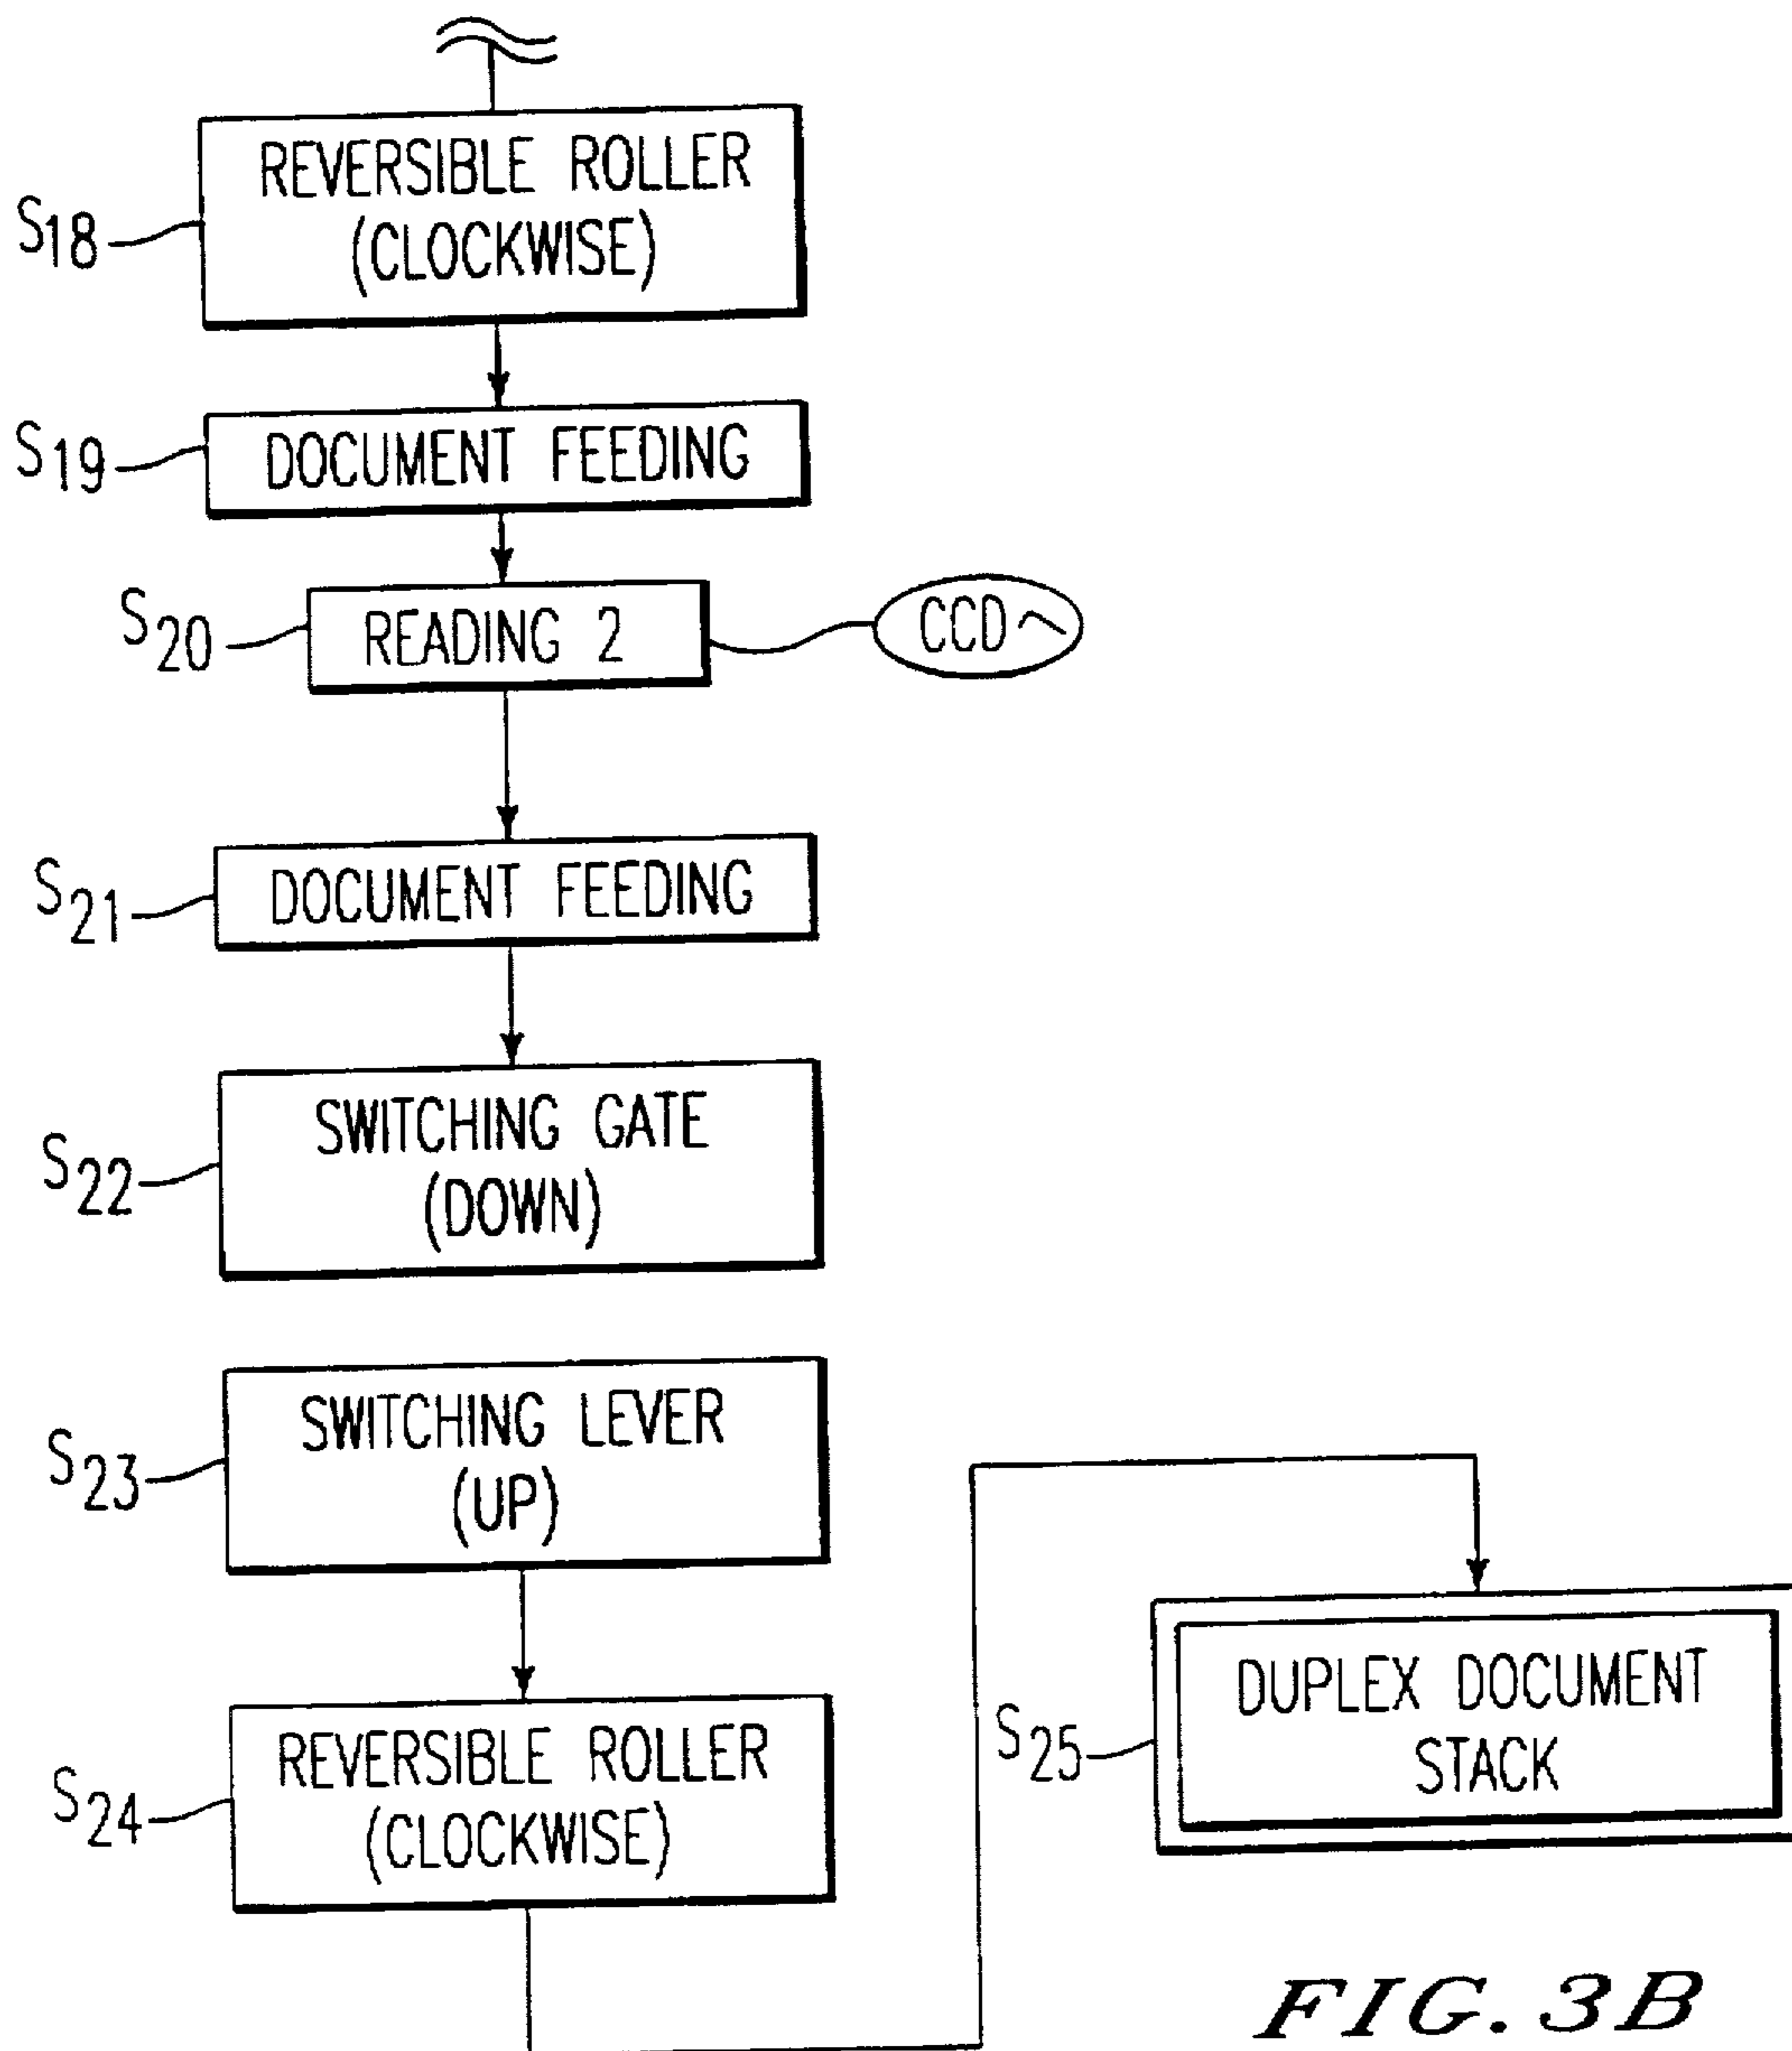 S18
REVERSIBLE ROLLER
(CLOCKWISE)
S19
DOCUMENT FEEDING
S20
READING 2
CCD ヘ
S21
DOCUMENT FEEDING
S22
SWITCHING GATE
(DOWN)
S23
SWITCHING LEVER
(UP)
S24
REVERSIBLE ROLLER
(CLOCKWISE)
S25
DUPLEX DOCUMENT
STACK
FIG. 3B